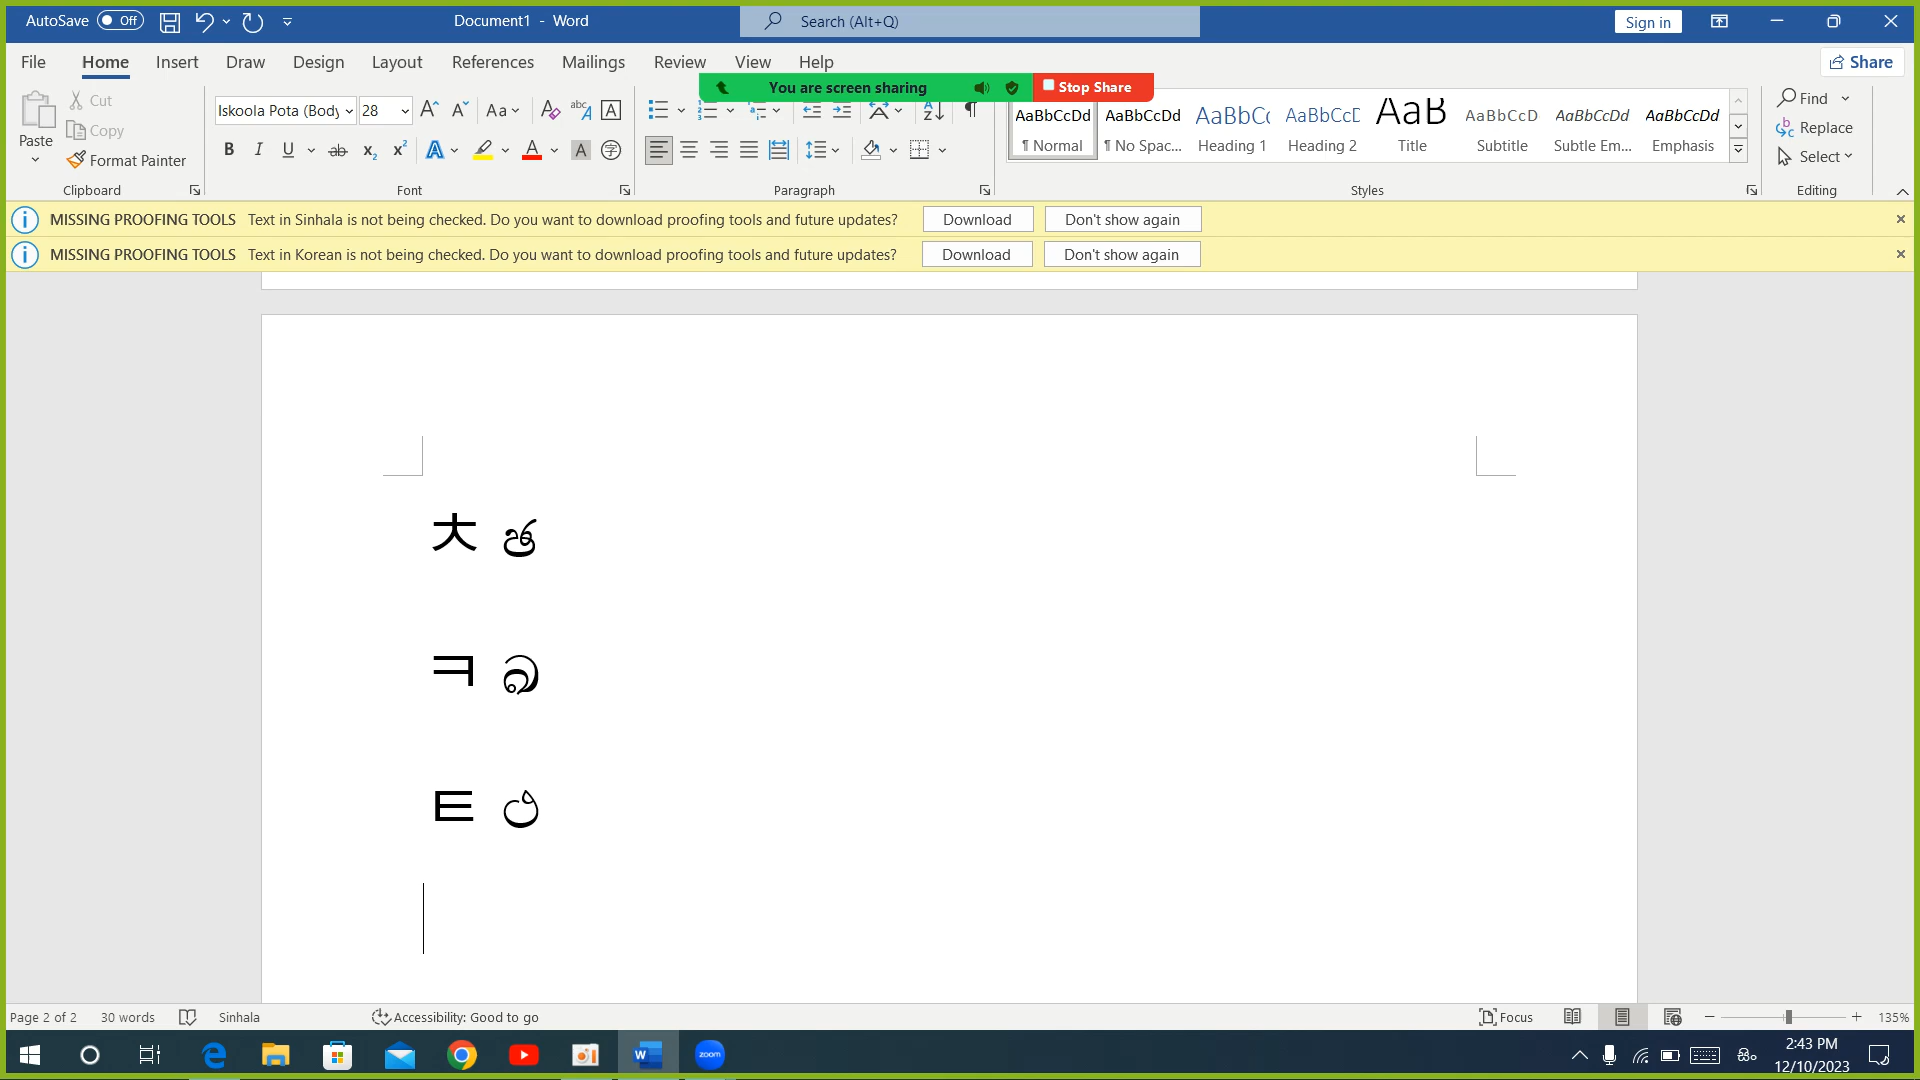 AutoSave Off Document1 - Word Search (Alt+Q) Sign in
File Home Insert Draw Design Layout References Mailings Review View Help Share
You are screen sharing Stop Share
Paste Cut Copy Format Painter
Iskoola Pota (Body 28
AaBbCcDd AaBbCcDd AaBbCc AaBbCcD AaB AaBbCcD AaBbCcDd AaBbCcDd
¶ Normal ¶ No Spac... Heading 1 Heading 2 Title Subtitle Subtle Em... Emphasis
Find Replace Select
Clipboard Font Paragraph Styles Editing
MISSING PROOFING TOOLS Text in Sinhala is not being checked. Do you want to download proofing tools and future updates? Download Don't show again
MISSING PROOFING TOOLS Text in Korean is not being checked. Do you want to download proofing tools and future updates? Download Don't show again
ㅊ ඡ
ㅋ ඛ
ㅌ ඨ
Page 2 of 2 30 words Sinhala Accessibility: Good to go Focus 135%
zoom
2:43 PM
12/10/2023